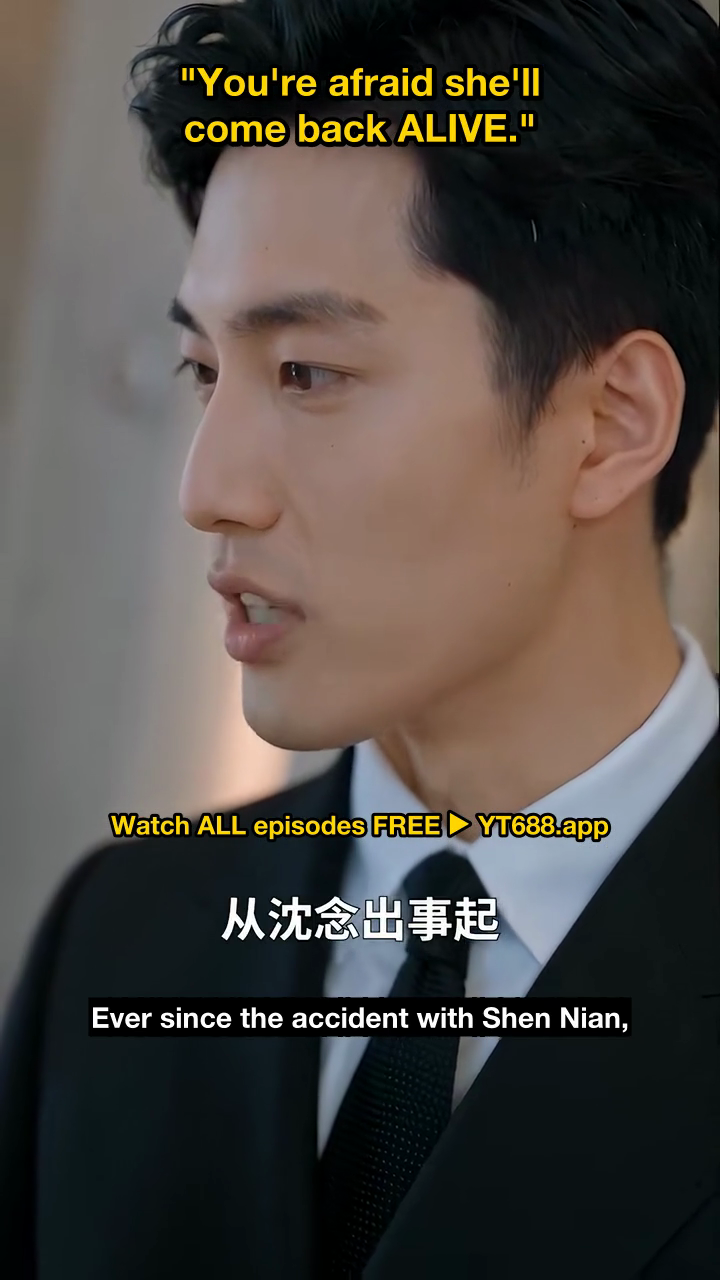 "You're afraid she'll
come back ALIVE."
Watch ALL episodes FREE ▶ YT688.app
从沈念出事起
Ever since the accident with Shen Nian,